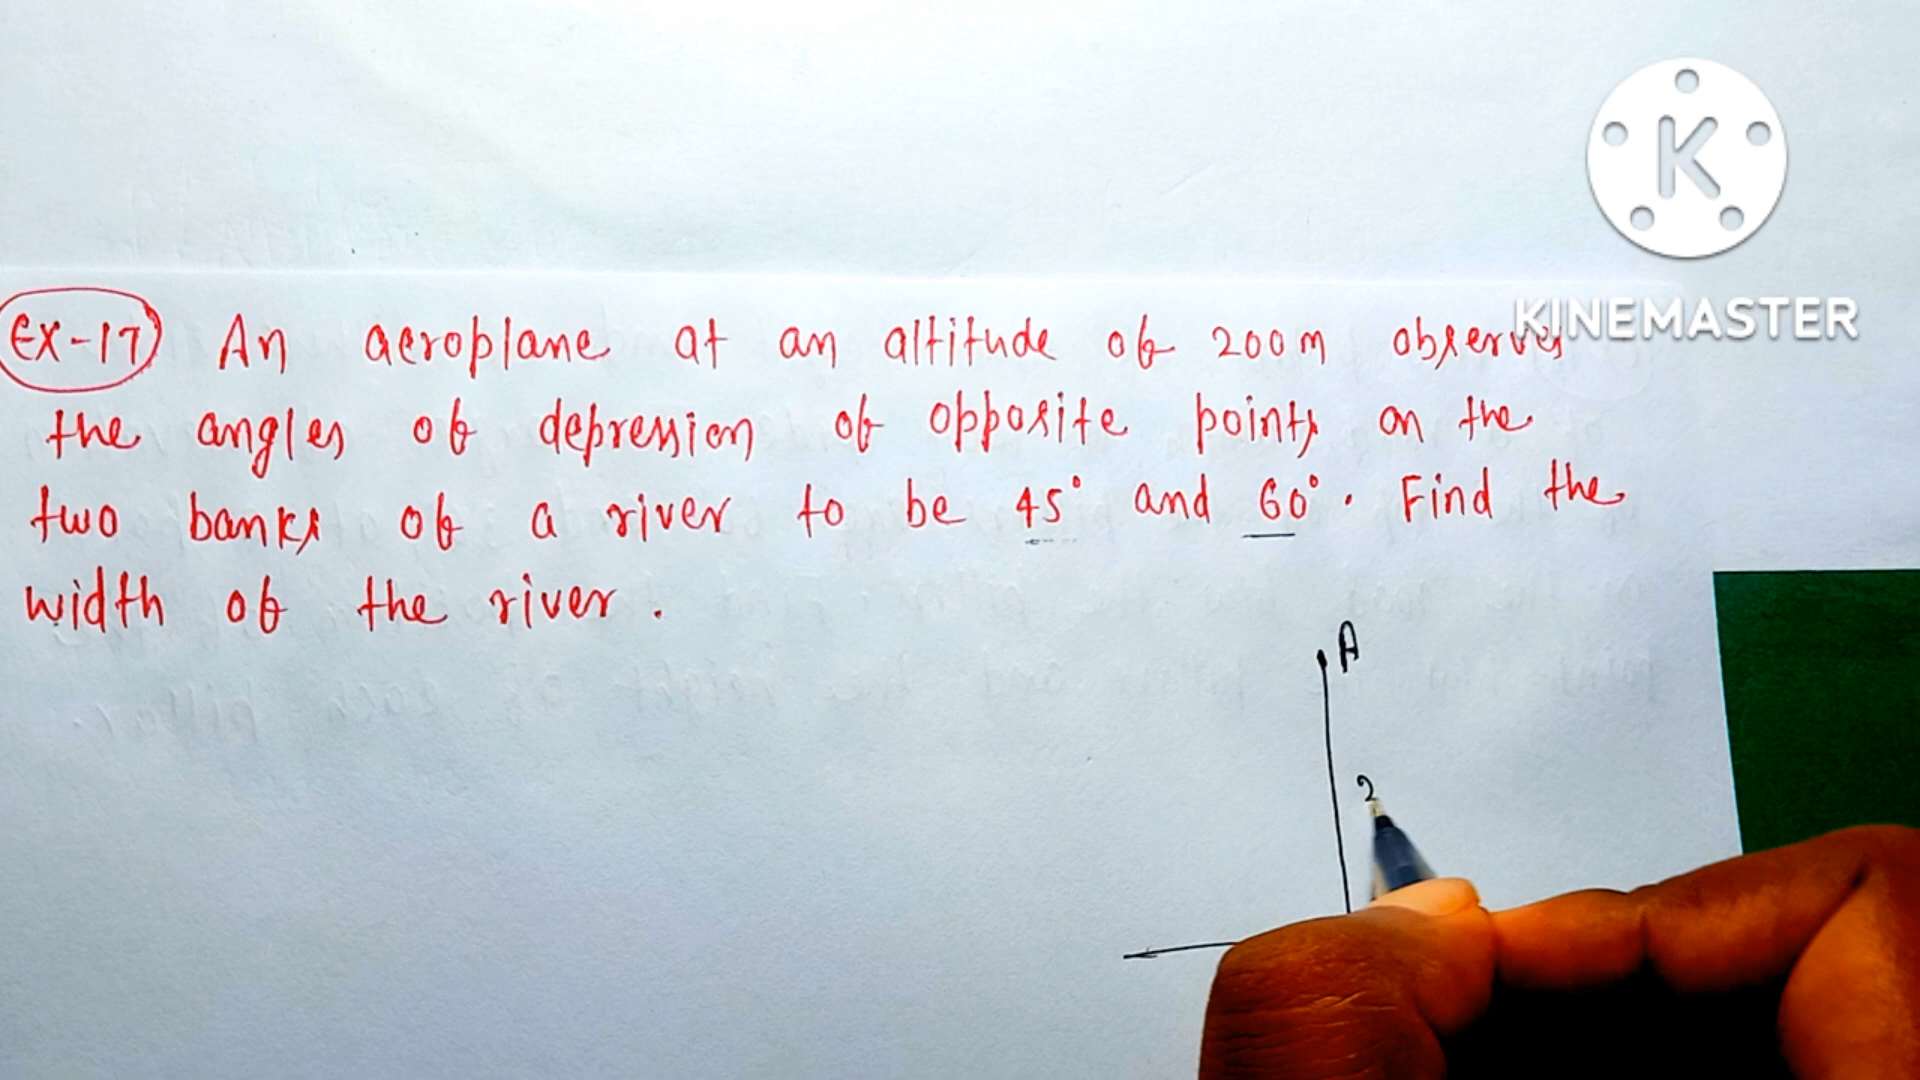 K
KINEMASTER
Ex-17 An aeroplane at an altitude of 200m observes
the angles of depression of opposite points on the
two banks of a river to be 45° and 60°. Find the
width of the river.
A
2